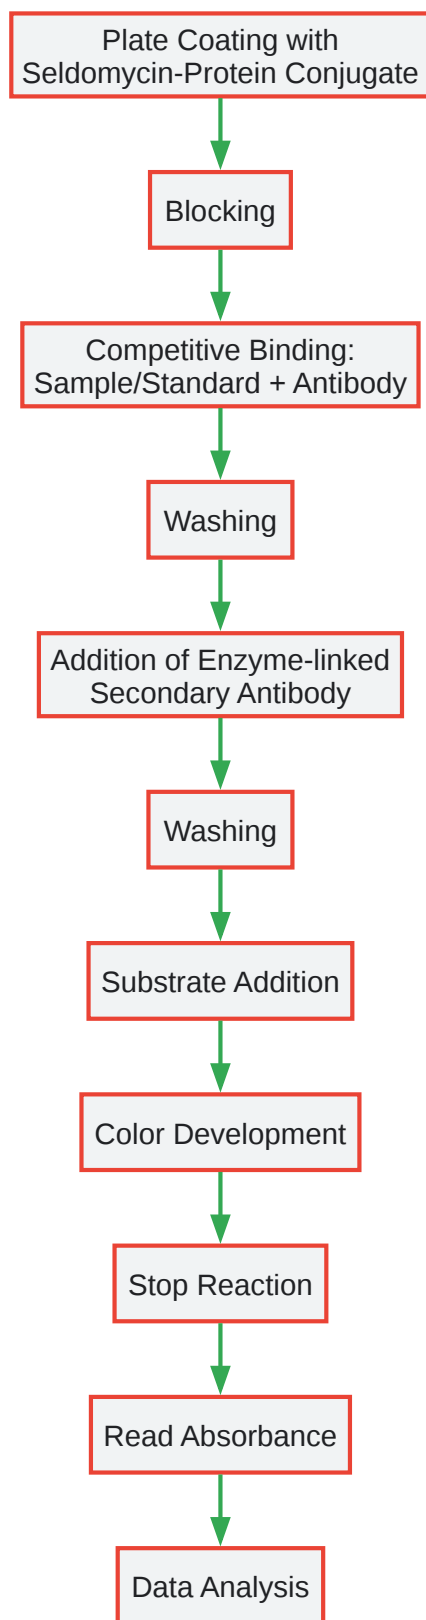 Plate Coating with
Seldomycin-Protein Conjugate
Blocking
Competitive Binding:
Sample/Standard + Antibody
Washing
Addition of Enzyme-linked
Secondary Antibody
Washing
Substrate Addition
Color Development
Stop Reaction
Read Absorbance
Data Analysis